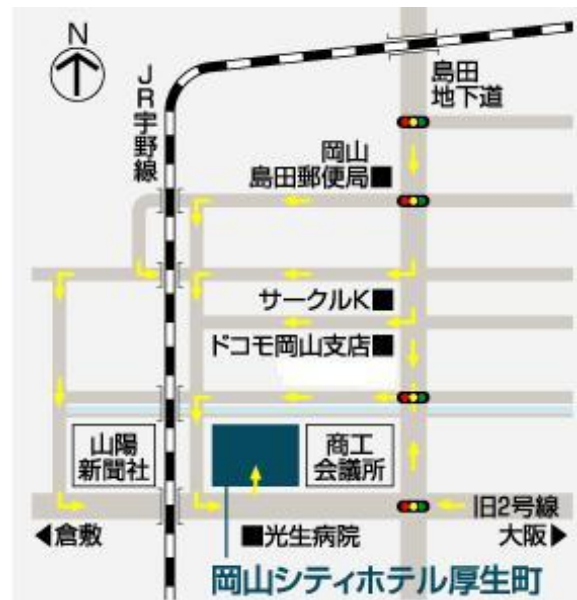 N
JR宇野線
島田
地下道
岡山
島田郵便局■
サークルK■
ドコモ岡山支店■
山陽
新聞社
商工
会議所
旧2号線
◀倉敷
■光生病院
大阪▶
岡山シティホテル厚生町